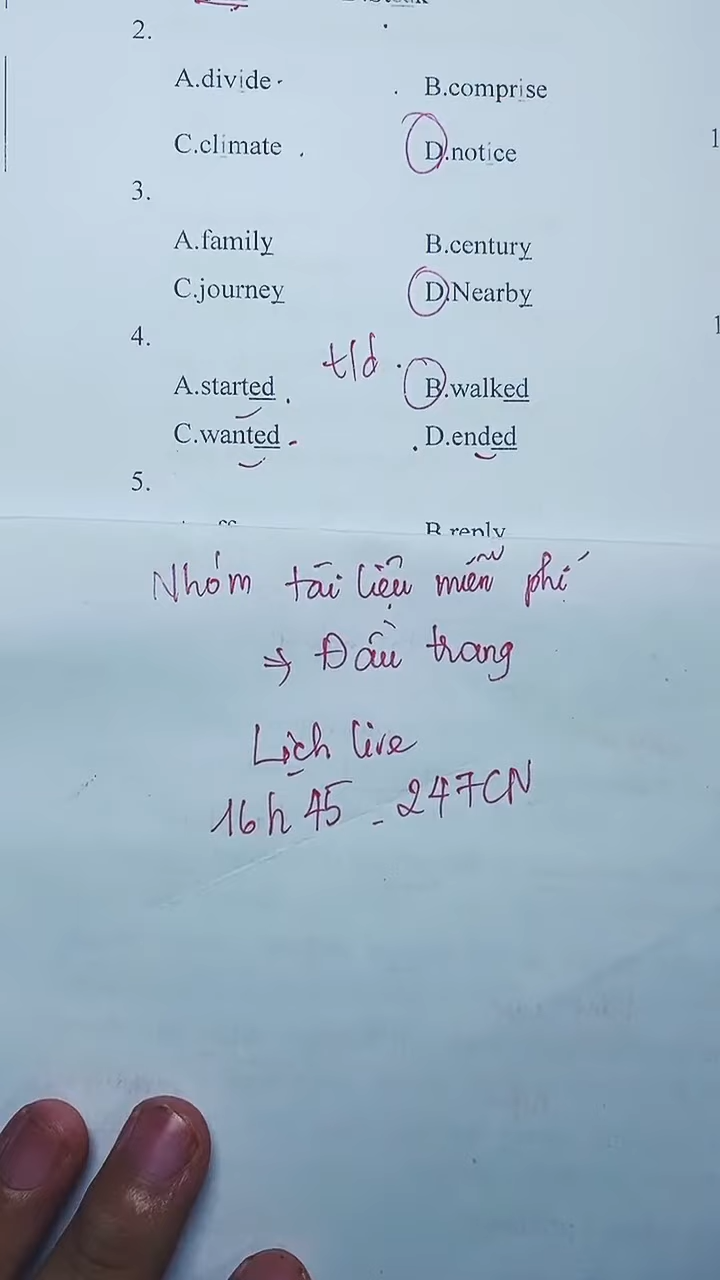 2.
A.divide
B.comprise
C.climate
D.notice
3.
A.family
B.century
C.journey
D.Nearby
4.
t/d
A.started
B.walked
C.wanted
D.ended
5.
B.reply
Nhóm tài liệu miễn phí
⇒ Đầu trang
Lịch live
16h45 - 247CN